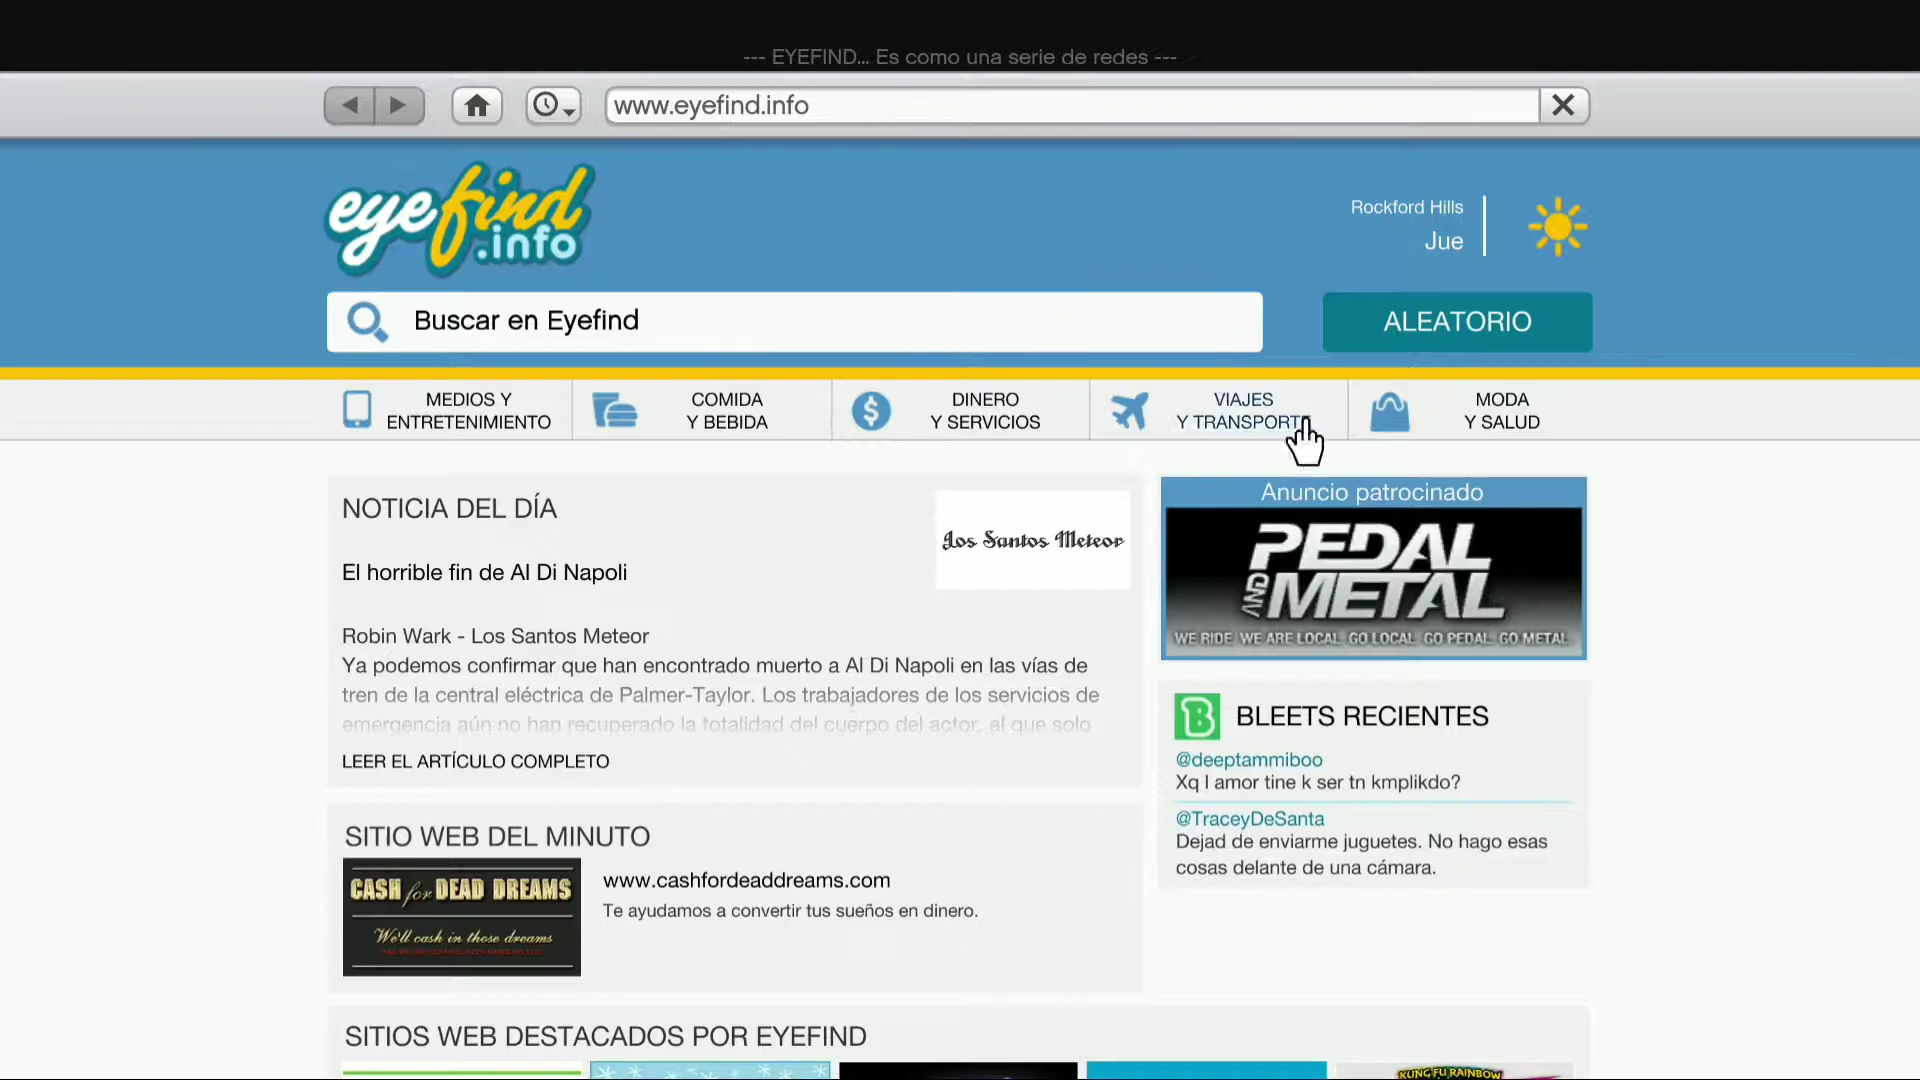 --- EYEFIND... Es como una serie de redes ---
www.eyefind.info
eyefind
.info
Rockford Hills
Jue
Buscar en Eyefind
ALEATORIO
MEDIOS Y
ENTRETENIMIENTO
COMIDA
Y BEBIDA
DINERO
Y SERVICIOS
VIAJES
Y TRANSPORTE
MODA
Y SALUD
NOTICIA DEL DÍA
Los Santos Meteor
El horrible fin de Al Di Napoli
Robin Wark - Los Santos Meteor
Ya podemos confirmar que han encontrado muerto a Al Di Napoli en las vías de
tren de la central eléctrica de Palmer-Taylor. Los trabajadores de los servicios de
emergencia aún no han recuperado la totalidad del cuerpo del actor, al que solo
LEER EL ARTÍCULO COMPLETO
Anuncio patrocinado
PEDAL
AND METAL
WE RIDE WE ARE LOCAL GO LOCAL GO PEDAL GO METAL
BLEETS RECIENTES
@deeptammiboo
Xq l amor tine k ser tn kmplikdo?
@TraceyDeSanta
Dejad de enviarme juguetes. No hago esas
cosas delante de una cámara.
SITIO WEB DEL MINUTO
CASH for DEAD DREAMS
We'll cash in those dreams
www.cashfordeaddreams.com
Te ayudamos a convertir tus sueños en dinero.
SITIOS WEB DESTACADOS POR EYEFIND
KUNG FU RAINBOW